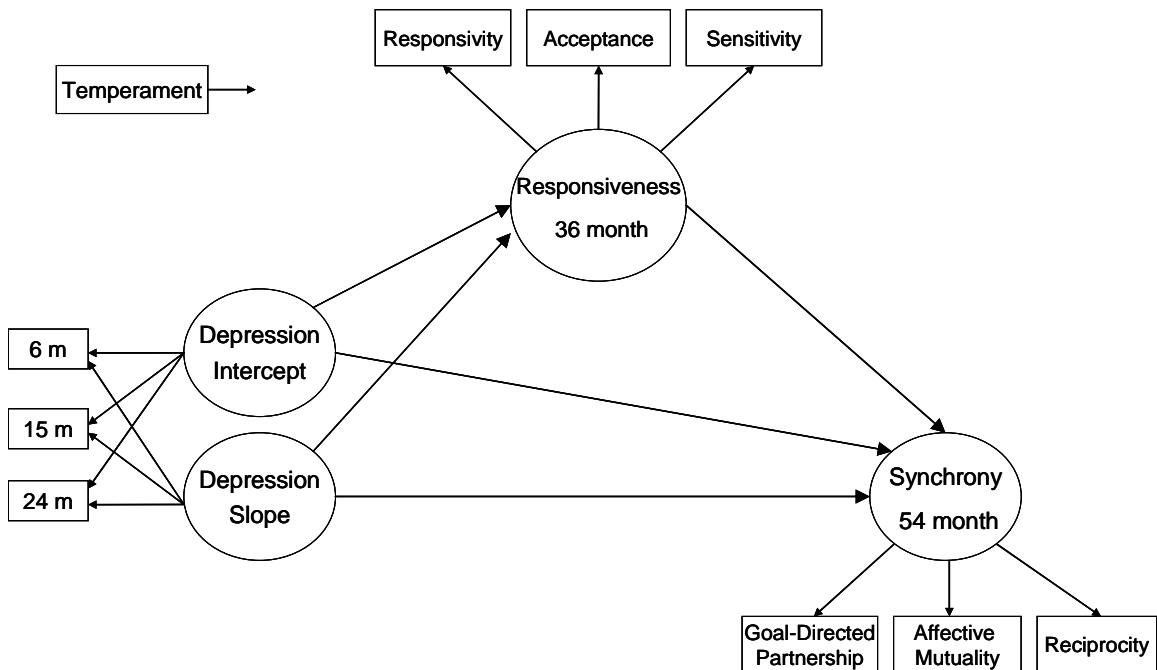 Responsivity
Acceptance
Sensitivity
Temperament
Responsiveness
36 month
Depression
Intercept
6 m
15 m
24 m
Depression
Slope
Synchrony
54 month
Goal-Directed
Partnership
Affective
Mutuality
Reciprocity